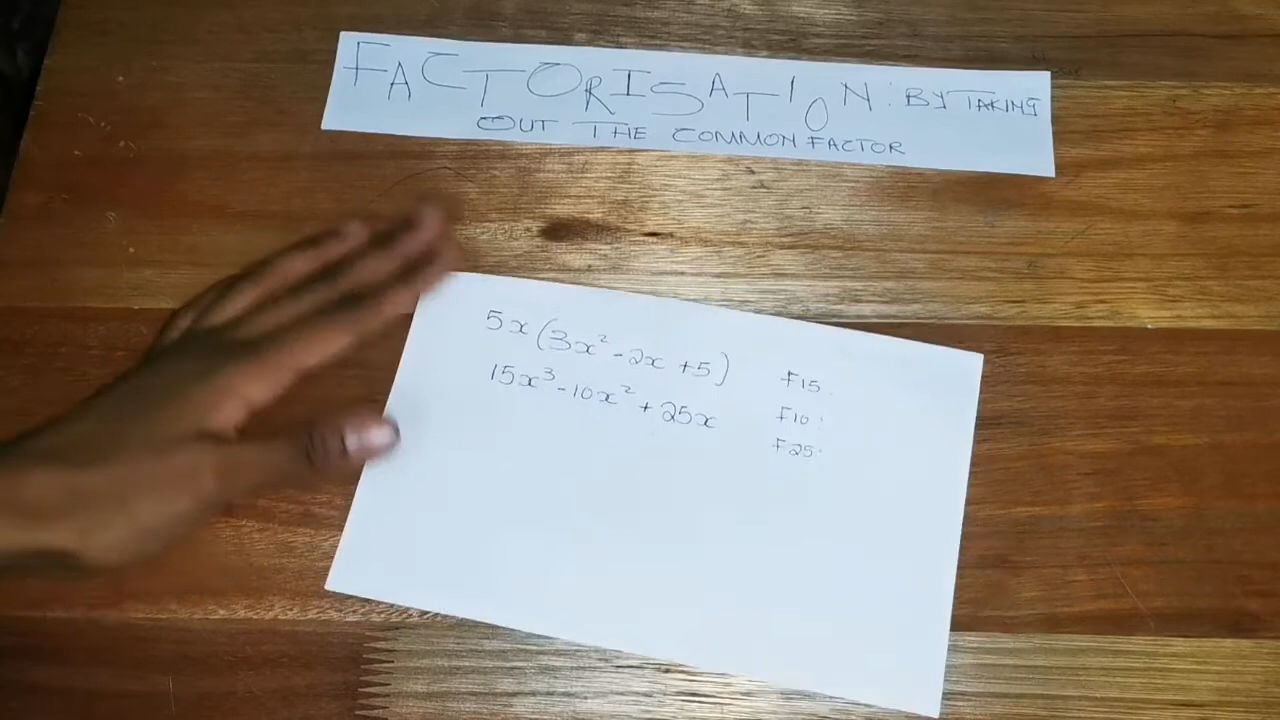 FACTORISATION: BY TAKING
OUT THE COMMON FACTOR
5x(3x²-2x+5)
15x³-10x²+25x
F15:
F10:
F25: